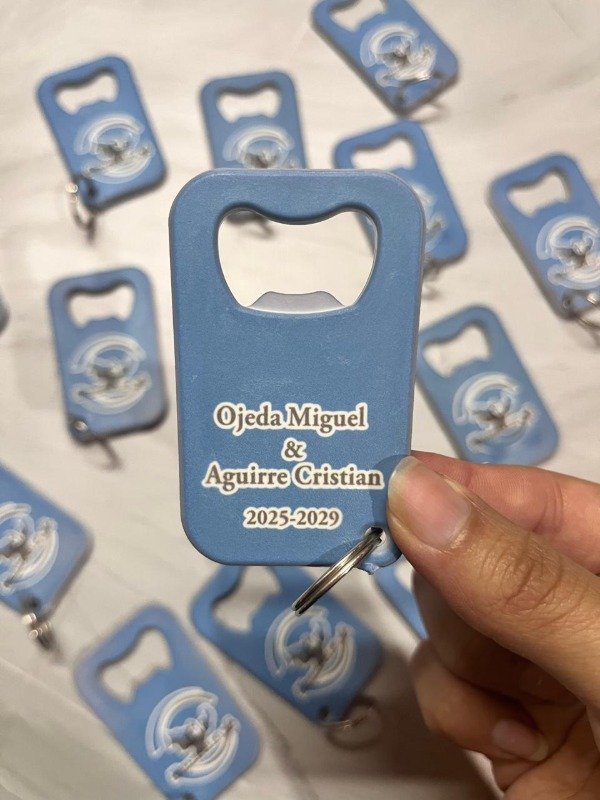 Ojeda Miguel
&
Aguirre Cristian
2025-2029